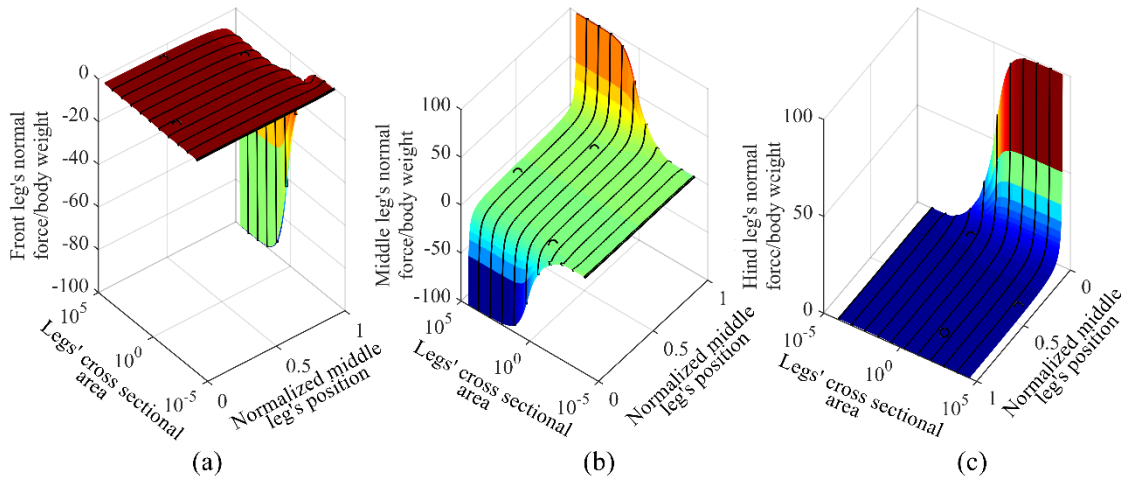 Front leg's normal
force/body weight
0
-20
-40
-60
-80
-100
10^5
10^0
10^-5
Legs' cross sectional
area
0
0.5
1
Normalized middle
leg's position
(a)
Middle leg's normal
force/body weight
100
50
0
-50
-100
10^5
10^0
10^-5
Legs' cross sectional
area
0
0.5
1
Normalized middle
leg's position
(b)
Hind leg's normal
force/body weight
100
50
0
10^-5
10^0
10^5
Legs' cross sectional
area
1
0.5
0
Normalized middle
leg's position
(c)